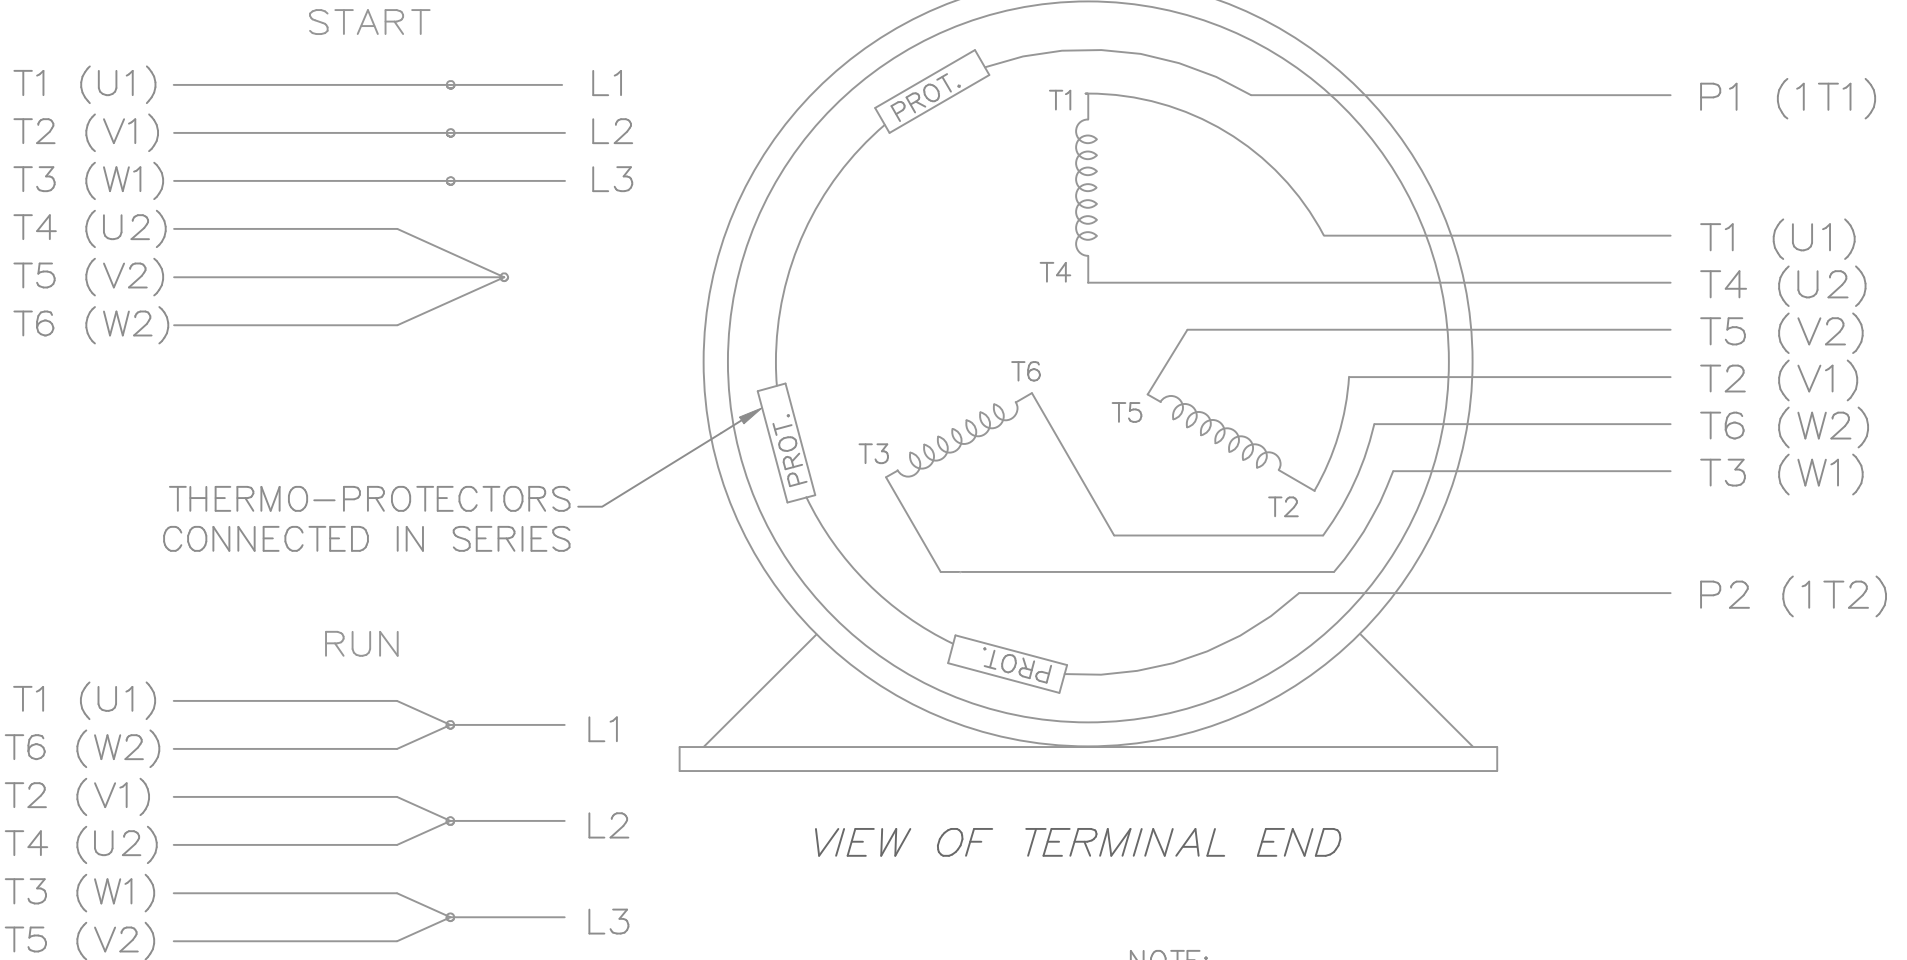 START
T1 (U1) L1
T2 (V1) L2
T3 (W1) L3
T4 (U2)
T5 (V2)
T6 (W2)
THERMO-PROTECTORS
CONNECTED IN SERIES
RUN
T1 (U1)
T6 (W2)
L1
T2 (V1)
T4 (U2)
L2
T3 (W1)
T5 (V2)
L3
PROT.
PROT.
PROT.
T1
T4
T6
T3
T5
T2
P1 (1T1)
T1 (U1)
T4 (U2)
T5 (V2)
T2 (V1)
T6 (W2)
T3 (W1)
P2 (1T2)
VIEW OF TERMINAL END
NOTE: